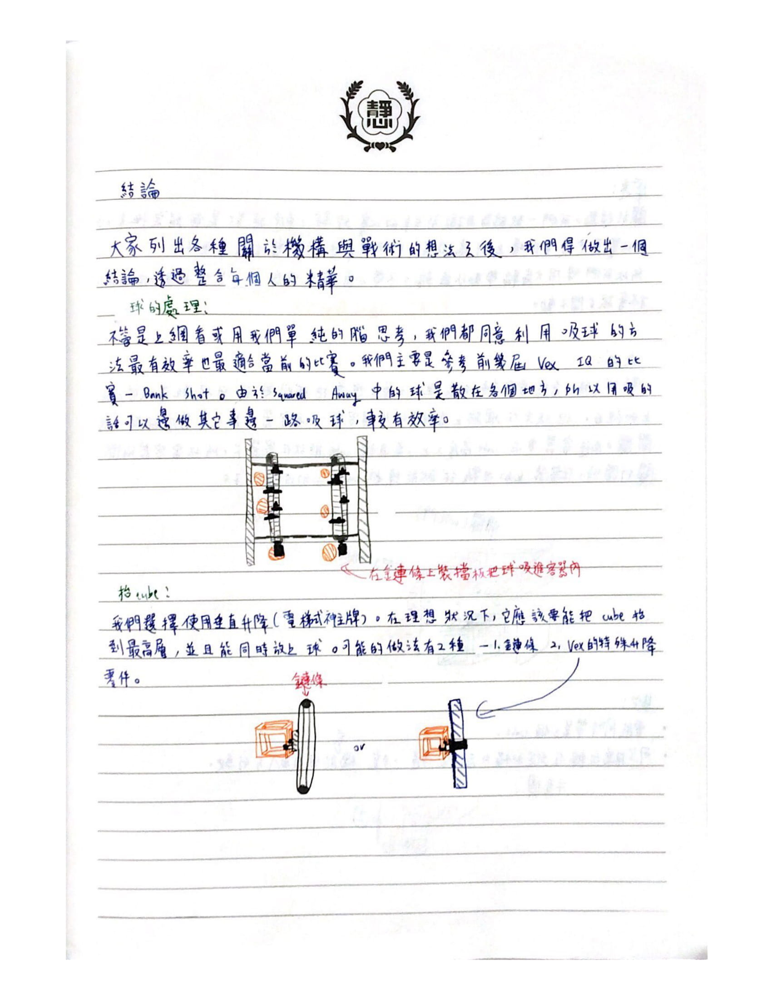 靜思
結論
大家列出各種關於機構與戰術的想法之後，我們得做出一個
結論，透過整合每個人的精華。
球的處理：
不管是上網看或用我們單純的腦思考，我們都同意利用吸球的方
法最有效率也最適合當前的比賽。我們主要是參考前幾屆 Vex IQ 的比
賽 — Bank Shot。由於 Squared Away 中的球是散在各個地方，所以用吸的
話可以邊做其它事邊一路吸球，較有效率。
在鏈條上裝擋板把球吸進容器內
抬 cube：
我們選擇使用垂直升降（電梯式神主牌）。在理想狀況下，它應該要能把 cube 抬
到最高層，並且能同時放上球。可能的做法有2種 — 1. 鏈條 2. Vex的特殊升降
零件。
鏈條
or